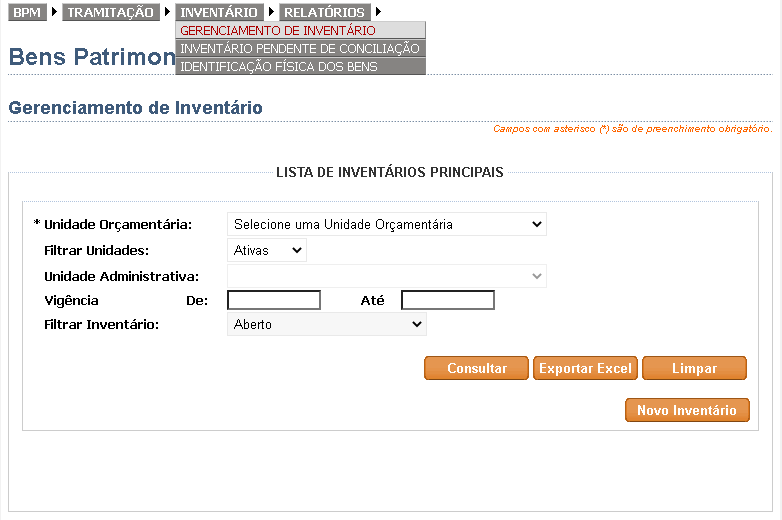 BPM TRAMITAÇÃO INVENTÁRIO RELATÓRIOS
GERENCIAMENTO DE INVENTÁRIO
INVENTÁRIO PENDENTE DE CONCILIAÇÃO
IDENTIFICAÇÃO FÍSICA DOS BENS
Bens Patrimon
Gerenciamento de Inventário
Campos com asterisco (*) são de preenchimento obrigatório.
LISTA DE INVENTÁRIOS PRINCIPAIS
* Unidade Orçamentária: Selecione uma Unidade Orçamentária
Filtrar Unidades: Ativas
Unidade Administrativa:
Vigência De: Até
Filtrar Inventário: Aberto
Consultar Exportar Excel Limpar
Novo Inventário